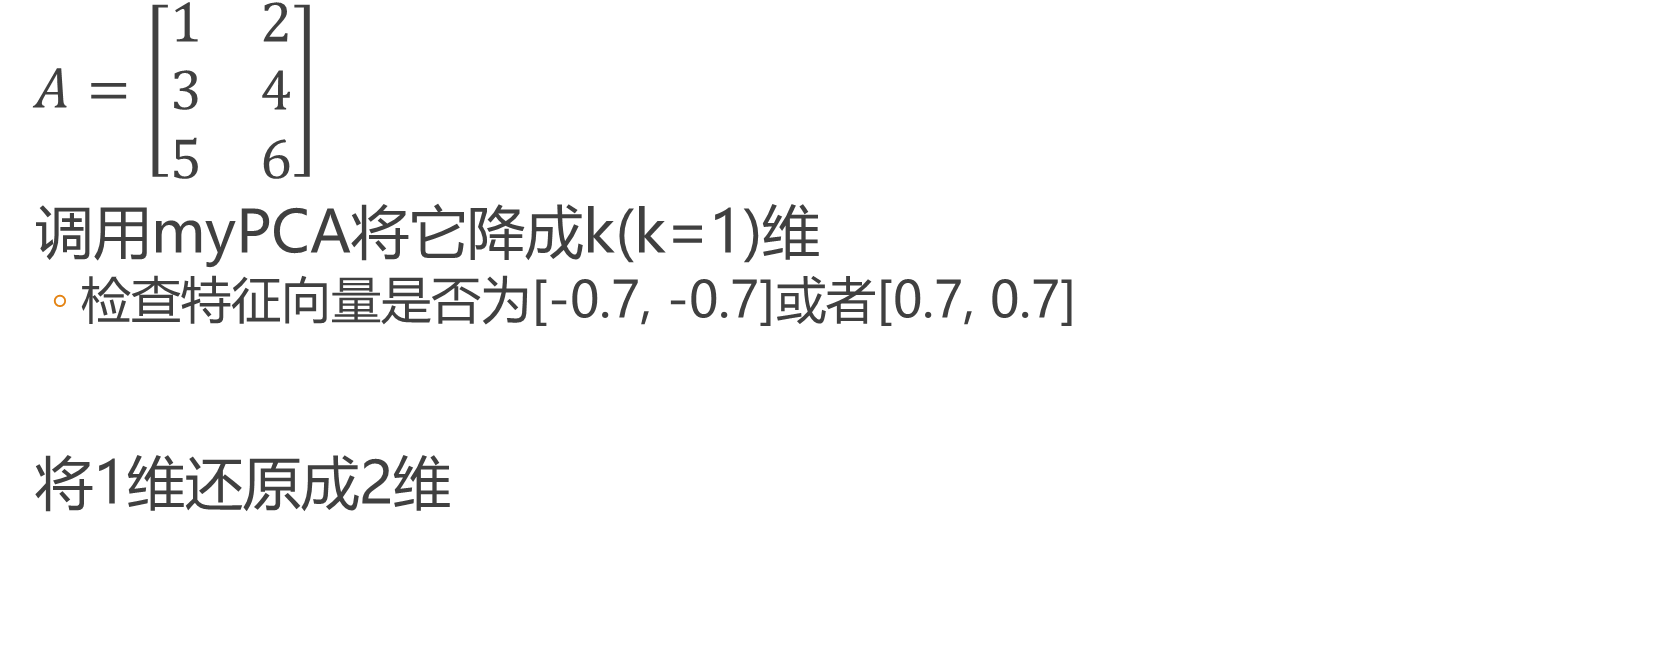 1 2
A = 3 4
5 6
调用myPCA将它降成k(k=1)维
◦ 检查特征向量是否为[-0.7, -0.7]或者[0.7, 0.7]
将1维还原成2维